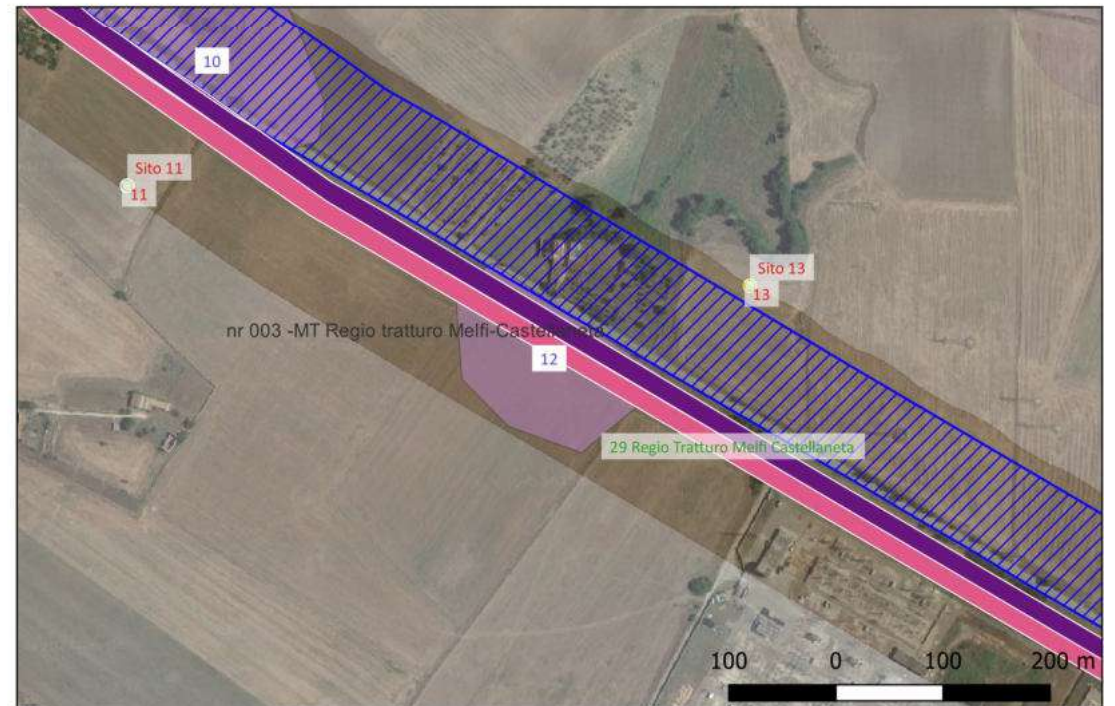 10
Sito 11
11
Sito 13
13
nr 003 -MT Regio tratturo Melfi-Castellaneta
12
29 Regio Tratturo Melfi Castellaneta
100 0 100 200 m